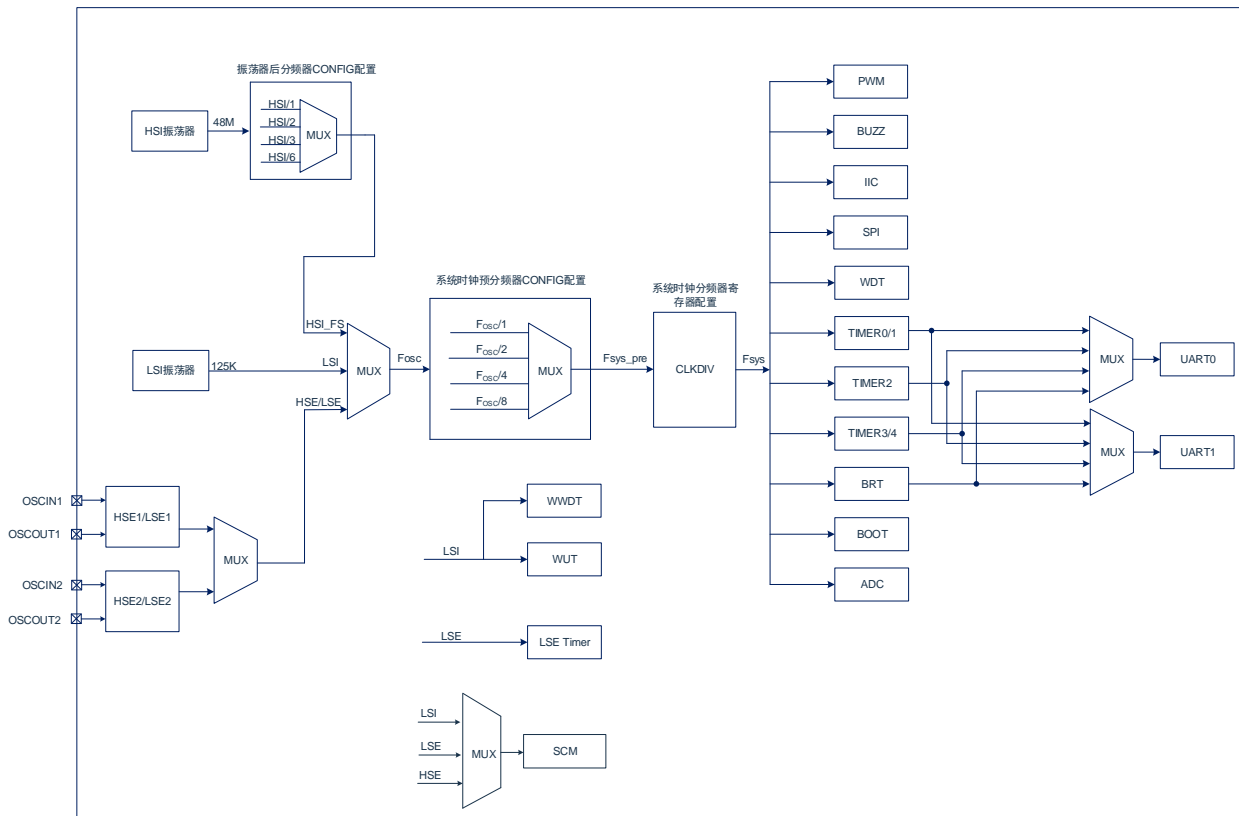 振荡器后分频器CONFIG配置
HSI振荡器
48M
HSI/1
HSI/2
HSI/3
HSI/6
MUX
HSI_FS
LSI振荡器
125K
LSI
HSE/LSE
MUX
Fosc
系统时钟预分频器CONFIG配置
Fosc/1
Fosc/2
Fosc/4
Fosc/8
MUX
Fsys_pre
系统时钟分频器寄
存器配置
CLKDIV
Fsys
PWM
BUZZ
IIC
SPI
WDT
TIMER0/1
TIMER2
TIMER3/4
BRT
BOOT
ADC
MUX
UART0
MUX
UART1
OSCIN1
OSCOUT1
HSE1/LSE1
OSCIN2
OSCOUT2
HSE2/LSE2
MUX
LSI
WWDT
WUT
LSE
LSE Timer
LSI
LSE
HSE
MUX
SCM